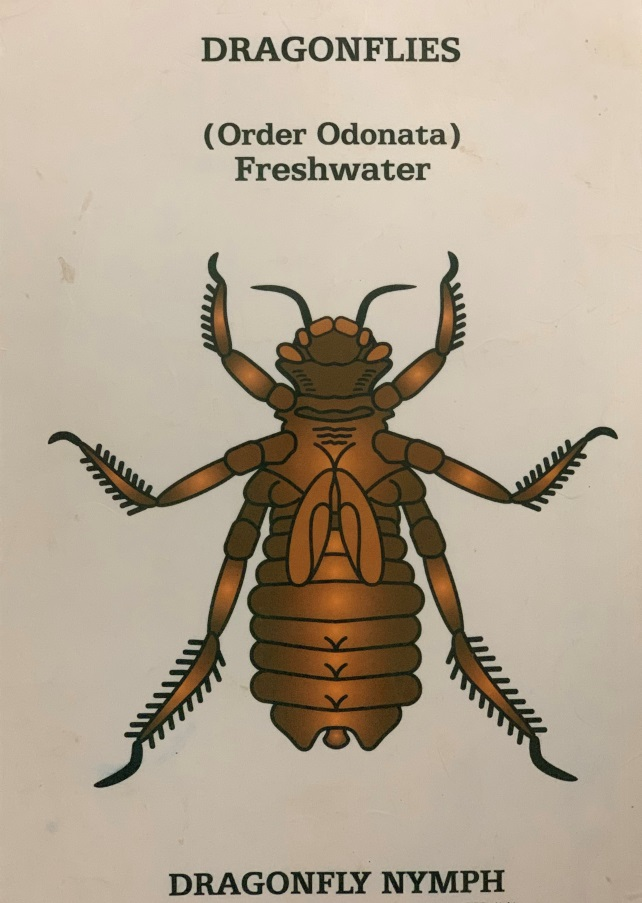 DRAGONFLIES
(Order Odonata)
Freshwater
DRAGONFLY NYMPH